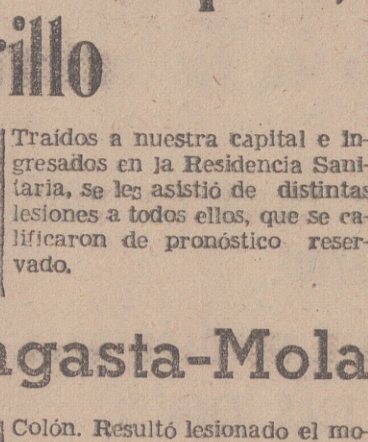 illo
Traídos a nuestra capital e in-
gresados en la Residencia Sani-
taria, se les asistió de distintas
lesiones a todos ellos, que se ca-
lificaron de pronóstico reser-
vado.
agasta-Mola
Colón. Resultó lesionado el mo-